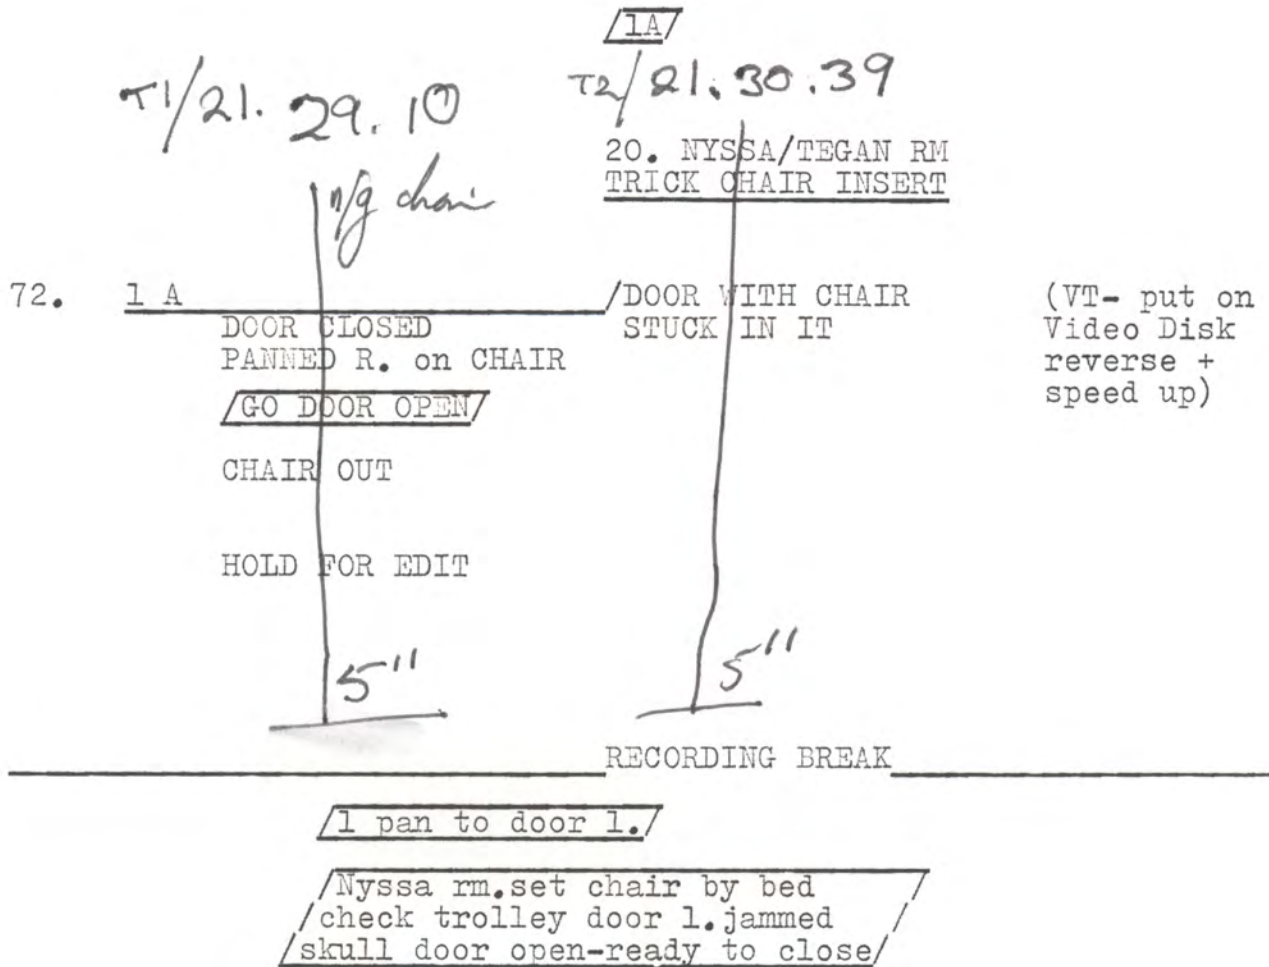 /1A/
T1/21. 29. 10
T2/21. 30. 39
n/g chair
20. NYSSA/TEGAN RM
TRICK CHAIR INSERT
72. 1 A /DOOR WITH CHAIR (VT- put on
DOOR CLOSED STUCK IN IT Video Disk
PANNED R. on CHAIR reverse +
/GO DOOR OPEN/ speed up)
CHAIR OUT
HOLD FOR EDIT
5" 5"
RECORDING BREAK
/1 pan to door 1./
/Nyssa rm.set chair by bed /
/check trolley door 1.jammed /
/skull door open-ready to close/